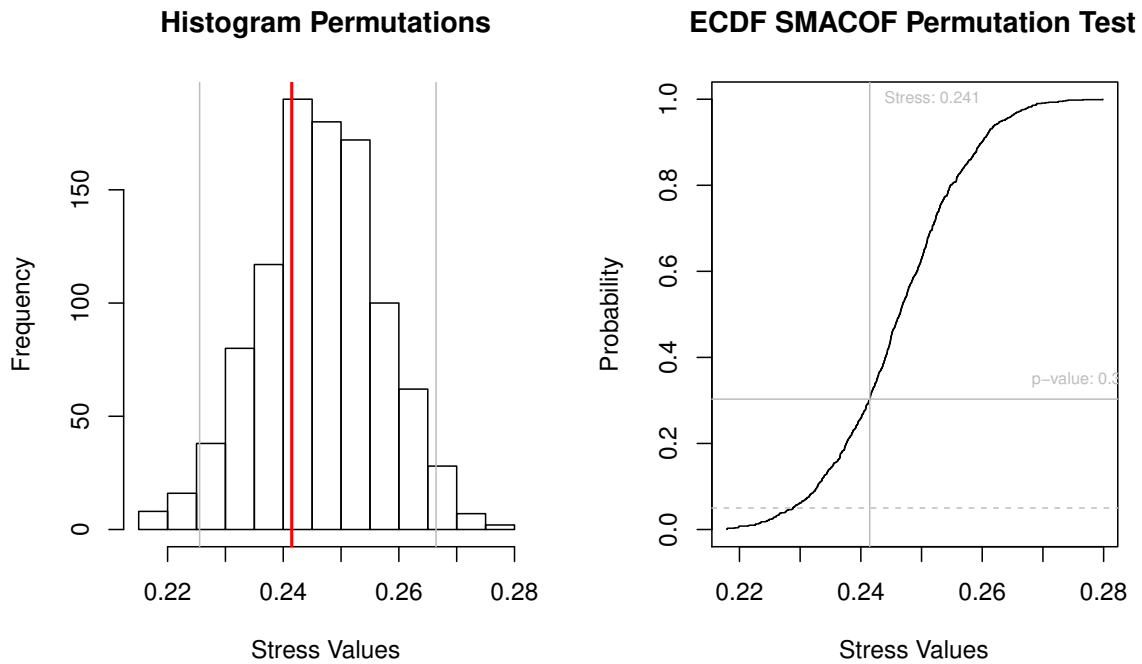 Histogram Permutations
Frequency
150
100
50
0
0.22
0.24
0.26
0.28
Stress Values
ECDF SMACOF Permutation Test
Probability
1.0
0.8
0.6
0.4
0.2
0.0
Stress: 0.241
p−value: 0.3
0.22
0.24
0.26
0.28
Stress Values